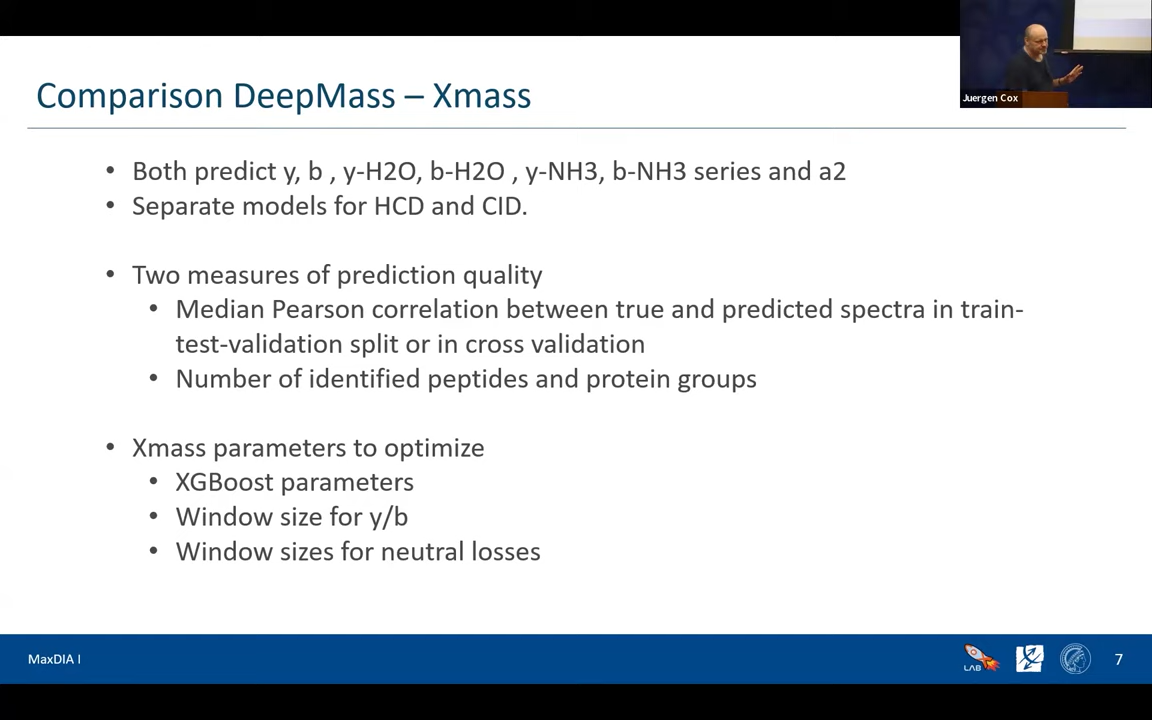 Juergen Cox
Comparison DeepMass – Xmass
• Both predict y, b , y-H2O, b-H2O , y-NH3, b-NH3 series and a2
• Separate models for HCD and CID.
• Two measures of prediction quality
• Median Pearson correlation between true and predicted spectra in train-
test-validation split or in cross validation
• Number of identified peptides and protein groups
• Xmass parameters to optimize
• XGBoost parameters
• Window size for y/b
• Window sizes for neutral losses
MaxDIA I
LAB
7